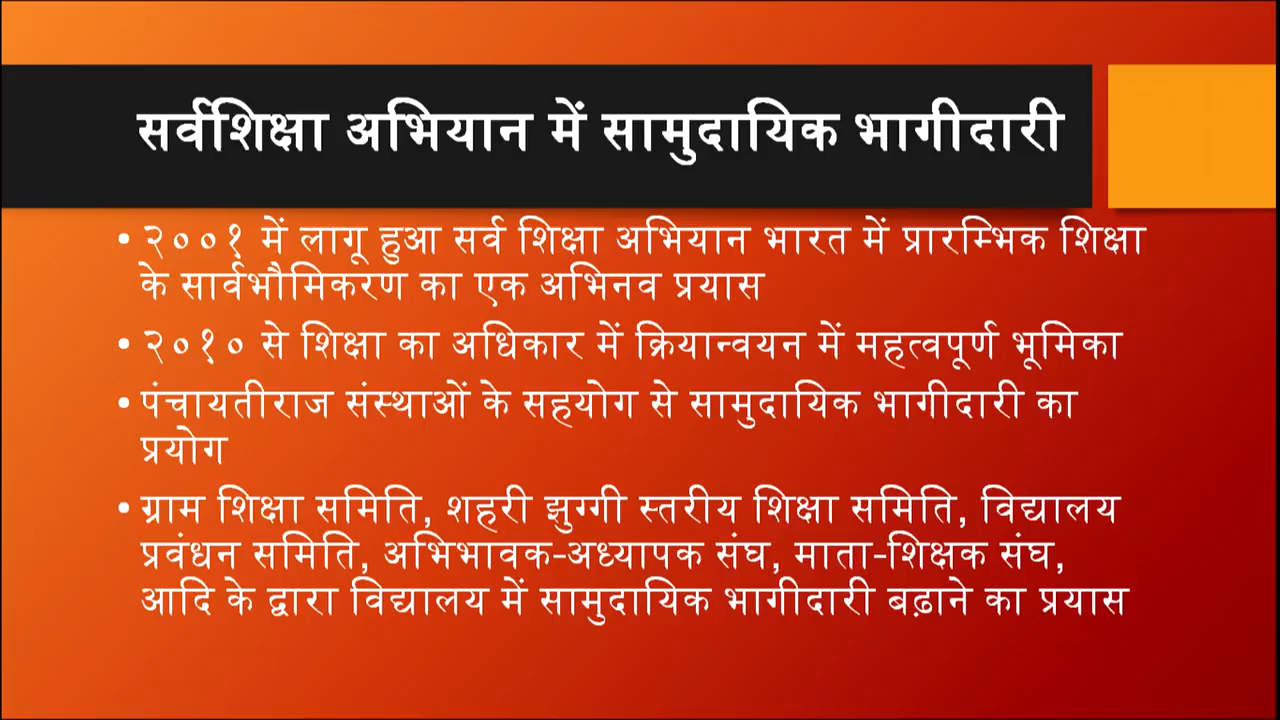 सर्वशिक्षा अभियान में सामुदायिक भागीदारी
• २००१ में लागू हुआ सर्व शिक्षा अभियान भारत में प्रारम्भिक शिक्षा
के सार्वभौमिकरण का एक अभिनव प्रयास
• २०१० से शिक्षा का अधिकार में क्रियान्वयन में महत्वपूर्ण भूमिका
• पंचायतीराज संस्थाओं के सहयोग से सामुदायिक भागीदारी का
प्रयोग
• ग्राम शिक्षा समिति, शहरी झुग्गी स्तरीय शिक्षा समिति, विद्यालय
प्रवंधन समिति, अभिभावक-अध्यापक संघ, माता-शिक्षक संघ,
आदि के द्वारा विद्यालय में सामुदायिक भागीदारी बढ़ाने का प्रयास